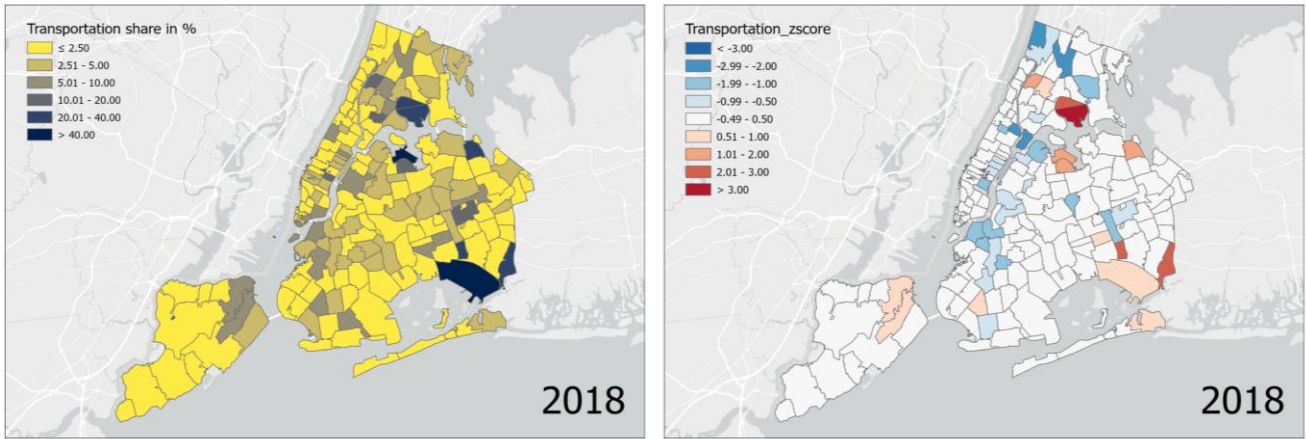 Transportation share in %
≤ 2.50
2.51 - 5.00
5.01 - 10.00
10.01 - 20.00
20.01 - 40.00
> 40.00
2018
Transportation_zscore
< -3.00
-2.99 - -2.00
-1.99 - -1.00
-0.99 - -0.50
-0.49 - 0.50
0.51 - 1.00
1.01 - 2.00
2.01 - 3.00
> 3.00
2018